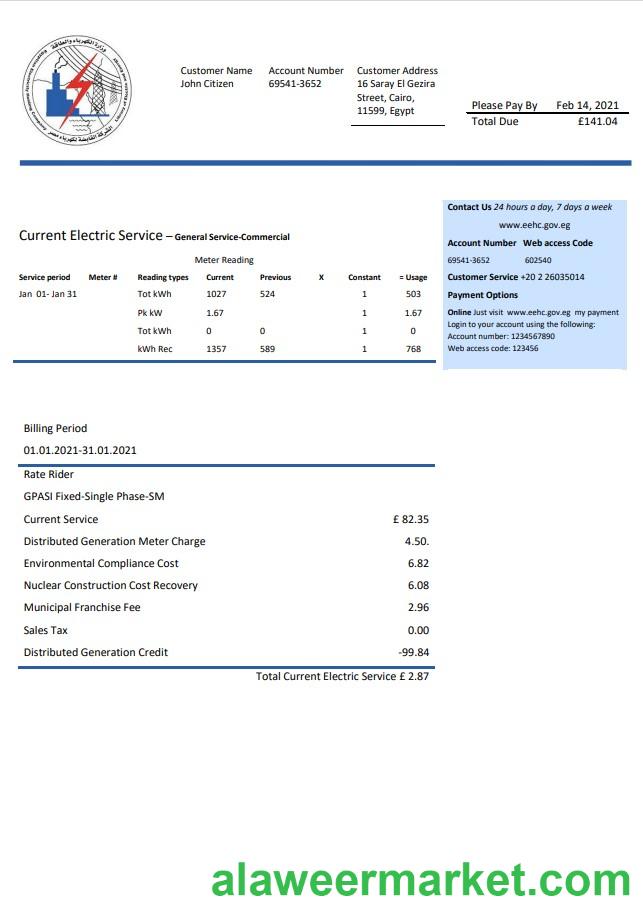 وزارة الكهرباء والطاقة
الشركة القابضة لكهرباء مصر
Customer Name Account Number Customer Address
John Citizen 69541-3652 16 Saray El Gezira
Street, Cairo,
11599, Egypt
Please Pay By Feb 14, 2021
Total Due £141.04
Contact Us 24 hours a day, 7 days a week
www.eehc.gov.eg
Account Number Web access Code
69541-3652 602540
Customer Service +20 2 26035014
Payment Options
Online Just visit www.eehc.gov.eg my payment
Login to your account using the following:
Account number: 1234567890
Web access code: 123456
Current Electric Service – General Service-Commercial
Meter Reading
Service period Meter # Reading types Current Previous X Constant = Usage
Jan 01- Jan 31 Tot kWh 1027 524 1 503
Pk kW 1.67 1 1.67
Tot kWh 0 0 1 0
kWh Rec 1357 589 1 768
Billing Period
01.01.2021-31.01.2021
Rate Rider
GPASI Fixed-Single Phase-SM
Current Service £ 82.35
Distributed Generation Meter Charge 4.50.
Environmental Compliance Cost 6.82
Nuclear Construction Cost Recovery 6.08
Municipal Franchise Fee 2.96
Sales Tax 0.00
Distributed Generation Credit -99.84
Total Current Electric Service £ 2.87
alaweermarket.com